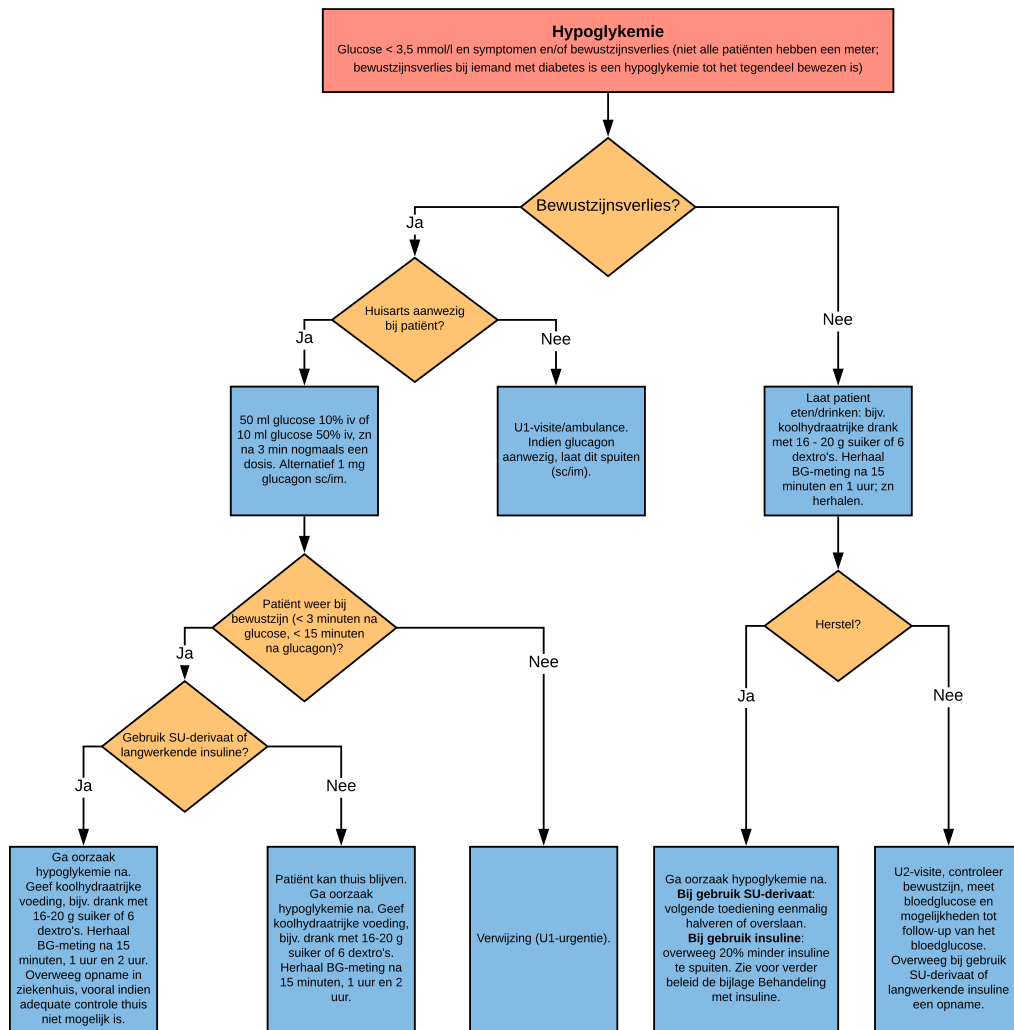 Hypoglykemie
Glucose < 3,5 mmol/l en symptomen en/of bewustzijnsverlies (niet alle patiënten hebben een meter;
bewustzijnsverlies bij iemand met diabetes is een hypoglykemie tot het tegendeel bewezen is)
Bewustzijnsverlies?
Ja
Nee
Huisarts aanwezig
bij patiënt?
Ja
Nee
50 ml glucose 10% iv of
10 ml glucose 50% iv, zn
na 3 min nogmaals een
dosis. Alternatief 1 mg
glucagon sc/im.
U1-visite/ambulance.
Indien glucagon
aanwezig, laat dit spuiten
(sc/im).
Laat patient
eten/drinken: bijv.
koolhydraatrijke drank
met 16 - 20 g suiker of 6
dextro's. Herhaal
BG-meting na 15
minuten en 1 uur; zn
herhalen.
Patiënt weer bij
bewustzijn (< 3 minuten na
glucose, < 15 minuten
na glucagon)?
Ja
Nee
Herstel?
Ja
Nee
Gebruik SU-derivaat of
langwerkende insuline?
Ja
Nee
Ga oorzaak
hypoglykemie na.
Geef koolhydraatrijke
voeding, bijv. drank met
16-20 g suiker of 6
dextro's. Herhaal
BG-meting na 15
minuten, 1 uur en 2 uur.
Overweeg opname in
ziekenhuis, vooral indien
adequate controle thuis
niet mogelijk is.
Patiënt kan thuis blijven.
Ga oorzaak
hypoglykemie na. Geef
koolhydraatrijke voeding,
bijv. drank met 16-20 g
suiker of 6 dextro's.
Herhaal BG-meting na
15 minuten, 1 uur en 2
uur.
Verwijzing (U1-urgentie).
Ga oorzaak hypoglykemie na.
Bij gebruik SU-derivaat:
volgende toediening eenmalig
halveren of overslaan.
Bij gebruik insuline:
overweeg 20% minder insuline
te spuiten. Zie voor verder
beleid de bijlage Behandeling
met insuline.
U2-visite, controleer
bewustzijn, meet
bloedglucose en
mogelijkheden tot
follow-up van het
bloedglucose.
Overweeg bij gebruik
SU-derivaat of
langwerkende insuline
een opname.